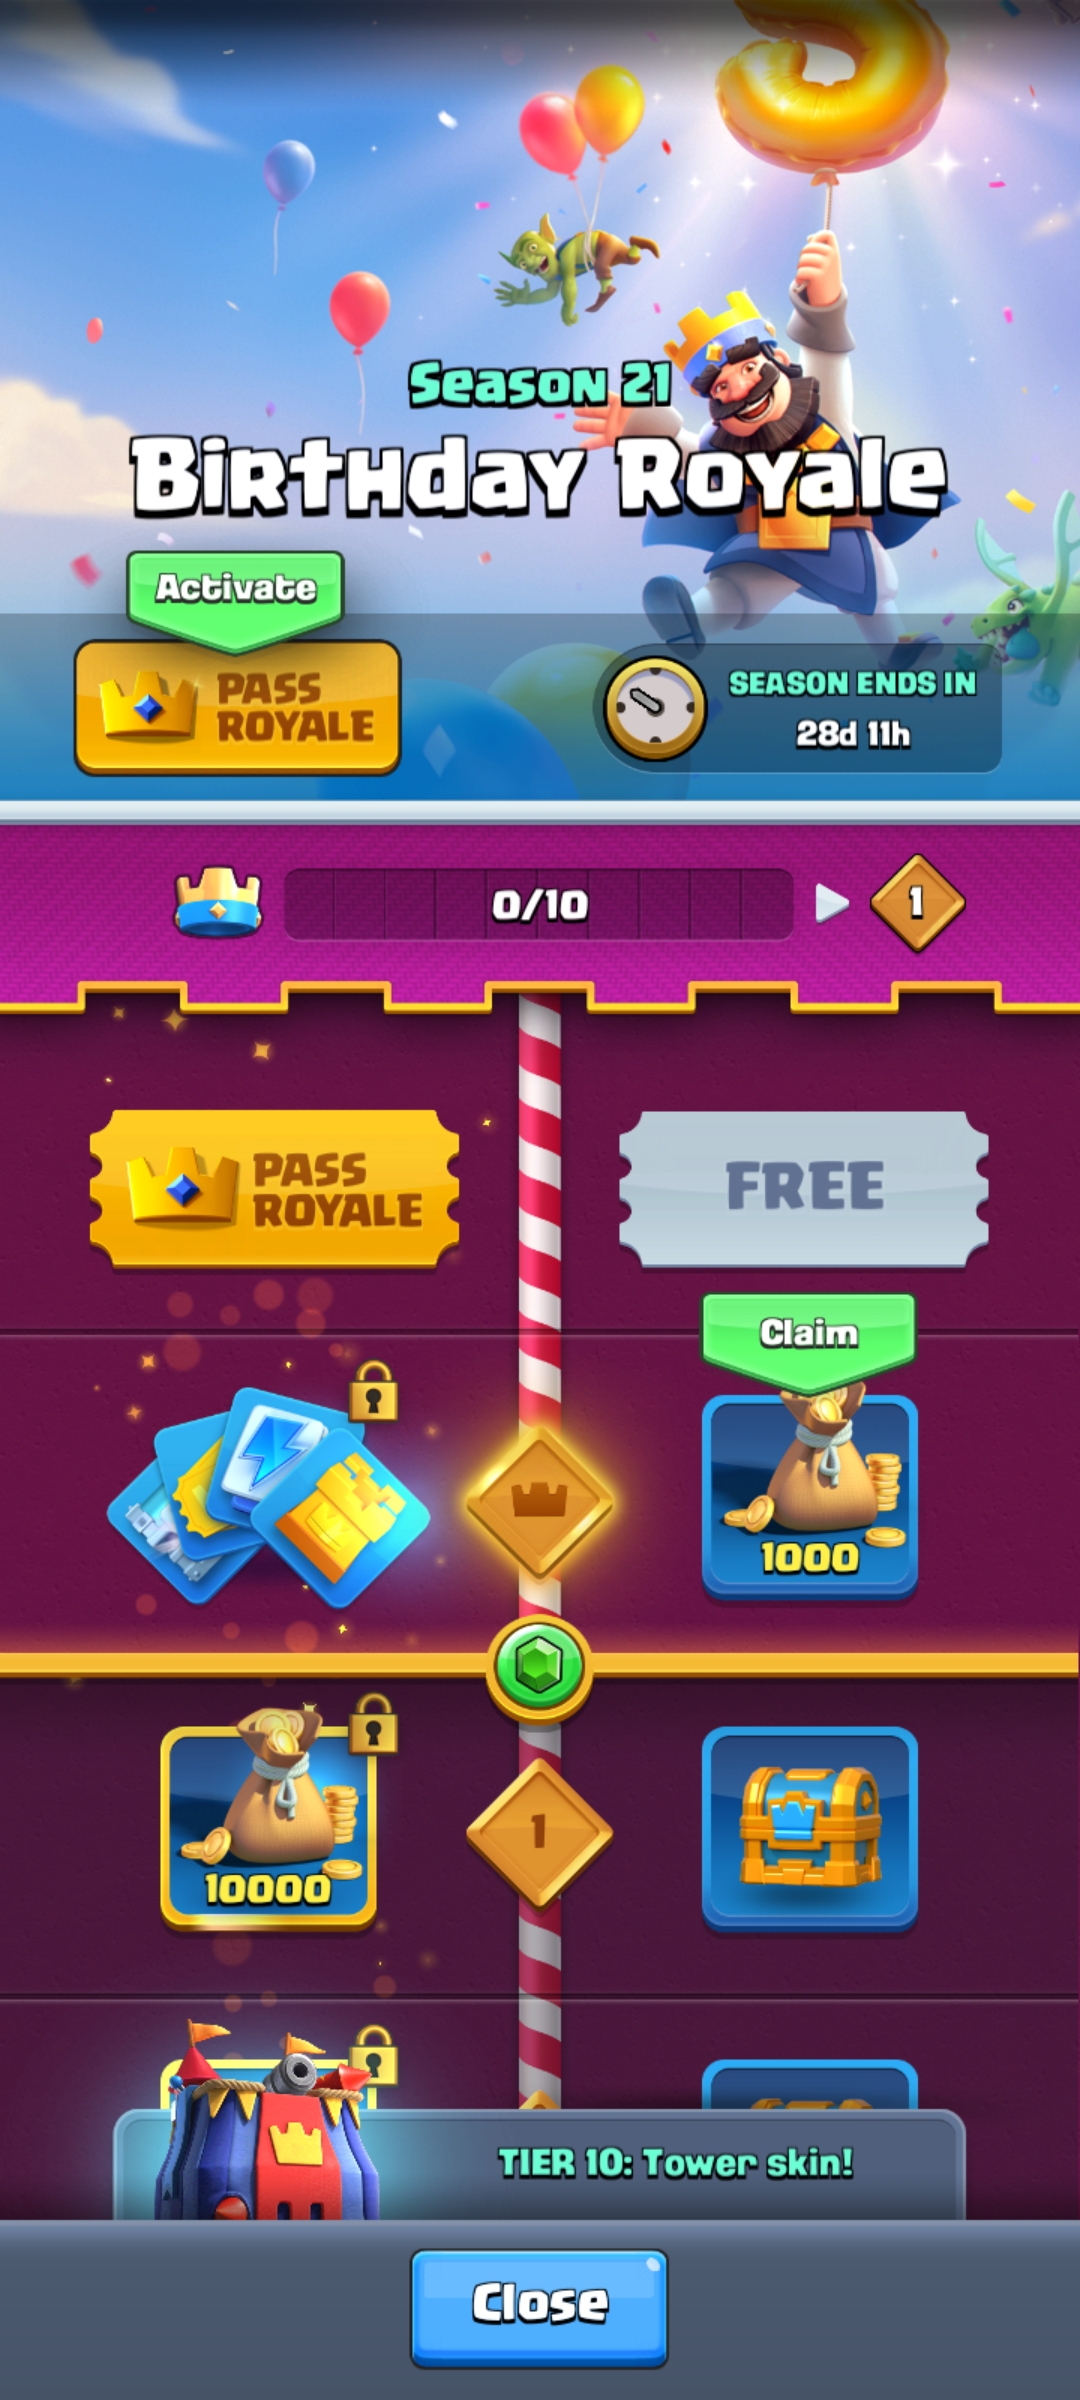 Season 21
Birthday Royale
Activate
PASS
ROYALE
SEASON ENDS IN
28d 11h
0/10
1
PASS
ROYALE
FREE
Claim
1000
10000
1
TIER 10: Tower skin!
Close